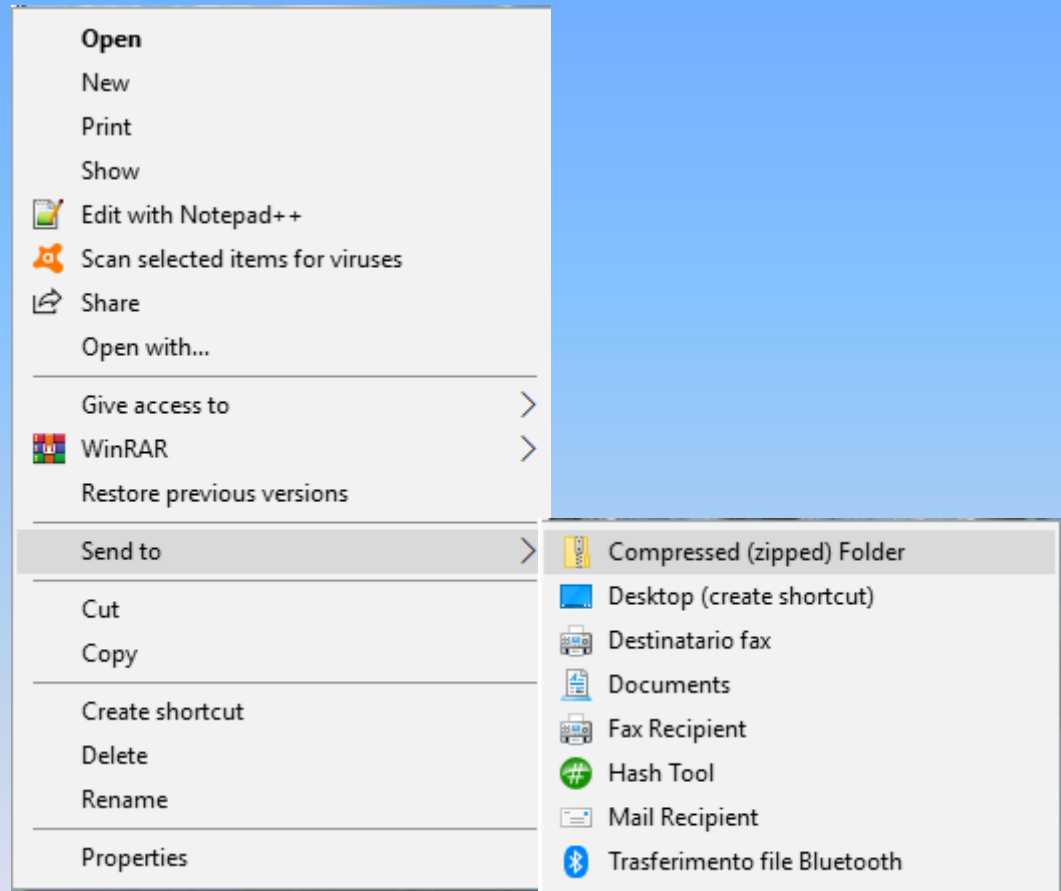 Open
New
Print
Show
Edit with Notepad++
Scan selected items for viruses
Share
Open with...
Give access to
WinRAR
Restore previous versions
Send to
Cut
Copy
Create shortcut
Delete
Rename
Properties
Compressed (zipped) Folder
Desktop (create shortcut)
Destinatario fax
Documents
Fax Recipient
Hash Tool
Mail Recipient
Trasferimento file Bluetooth